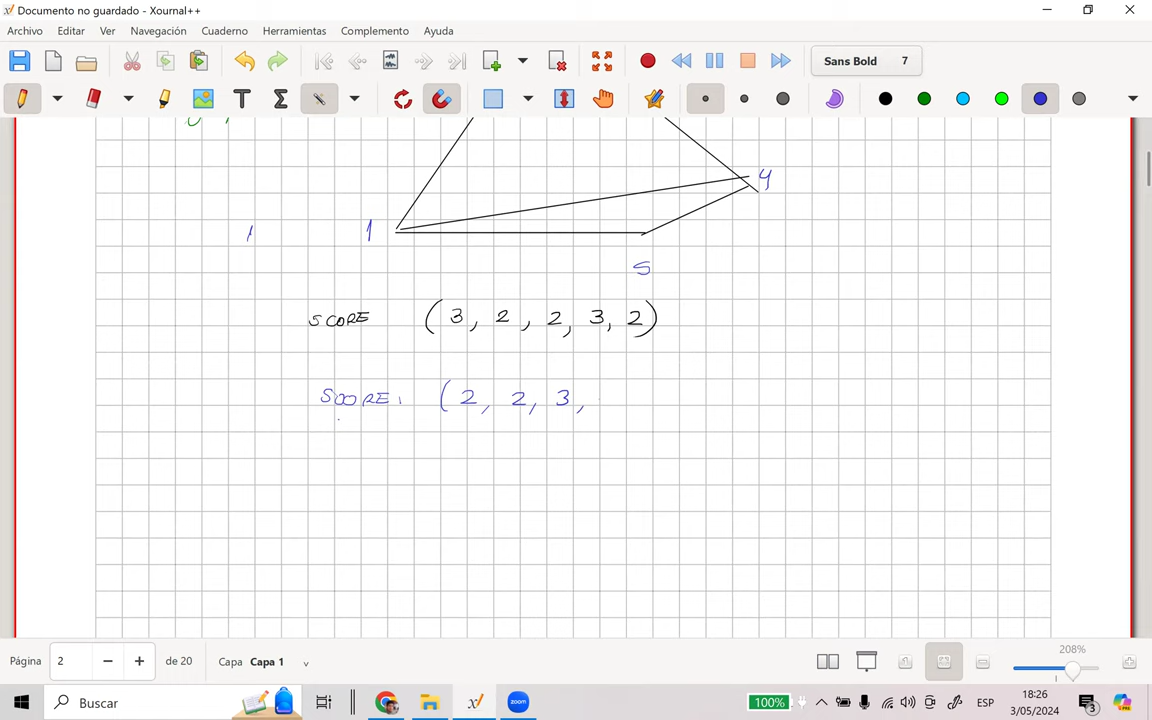 Documento no guardado - Xournal++
Archivo Editar Ver Navegación Cuaderno Herramientas Complemento Ayuda
Sans Bold 7
4
1 1
5
SCORE (3, 2, 2, 3, 2)
SCORE: (2, 2, 3,
208%
Página 2 de 20 Capa Capa 1
Buscar
zoom
100%
ESP
18:26
3/05/2024
3